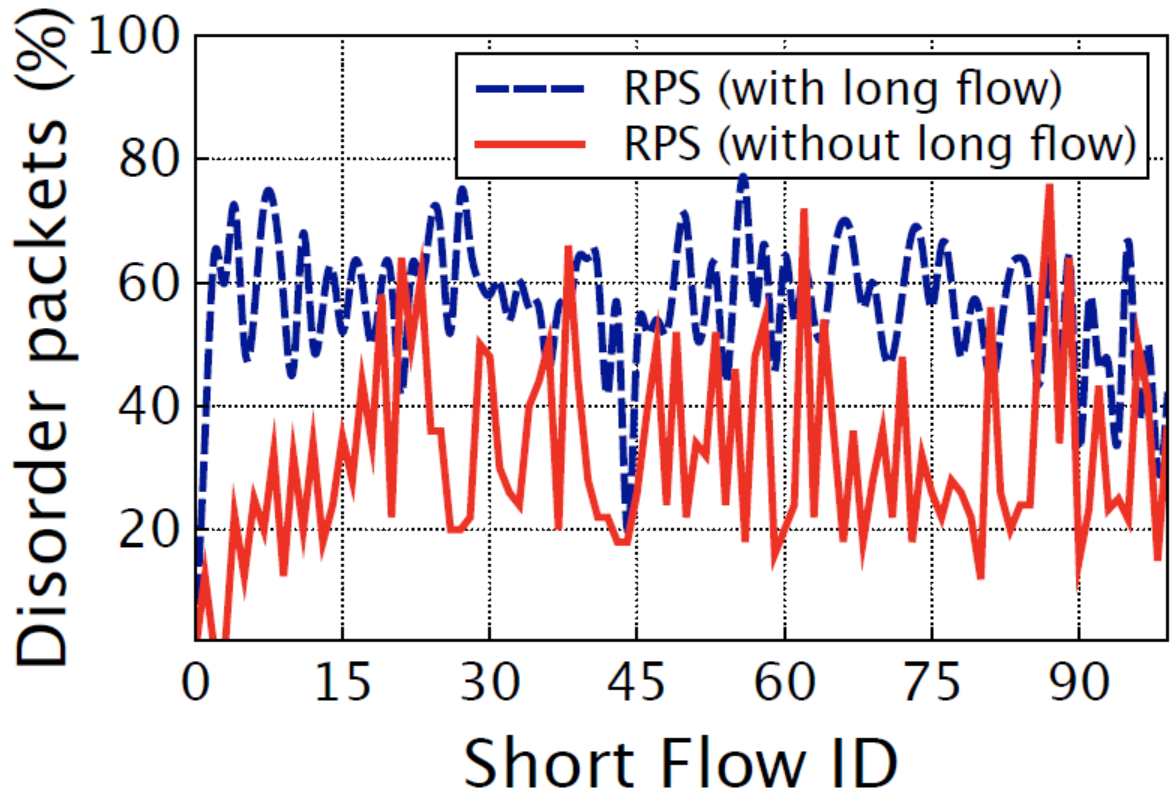 Disorder packets (%)
100
80
60
40
20
RPS (with long flow)
RPS (without long flow)
0 15 30 45 60 75 90
Short Flow ID